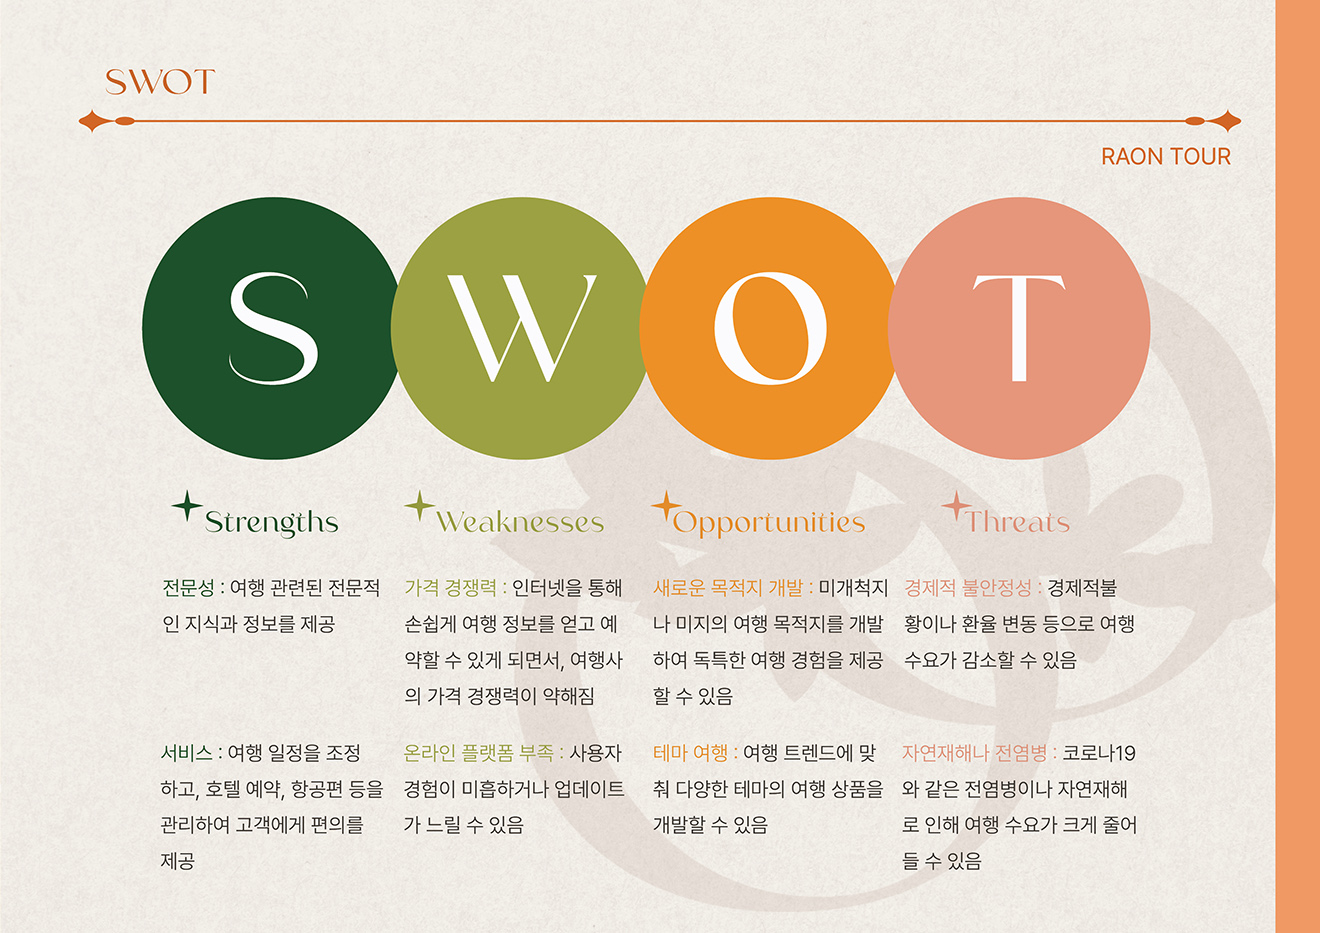 SWOT
RAON TOUR
S
W
O
T
Strengths
Weaknesses
Opportunities
Threats
전문성 : 여행 관련된 전문적
인 지식과 정보를 제공
서비스 : 여행 일정을 조정
하고, 호텔 예약, 항공편 등을
관리하여 고객에게 편의를
제공
가격 경쟁력 : 인터넷을 통해
손쉽게 여행 정보를 얻고 예
약할 수 있게 되면서, 여행사
의 가격 경쟁력이 약해짐
온라인 플랫폼 부족 : 사용자
경험이 미흡하거나 업데이트
가 느릴 수 있음
새로운 목적지 개발 : 미개척지
나 미지의 여행 목적지를 개발
하여 독특한 여행 경험을 제공
할 수 있음
테마 여행 : 여행 트렌드에 맞
춰 다양한 테마의 여행 상품을
개발할 수 있음
경제적 불안정성 : 경제적불
황이나 환율 변동 등으로 여행
수요가 감소할 수 있음
자연재해나 전염병 : 코로나19
와 같은 전염병이나 자연재해
로 인해 여행 수요가 크게 줄어
들 수 있음